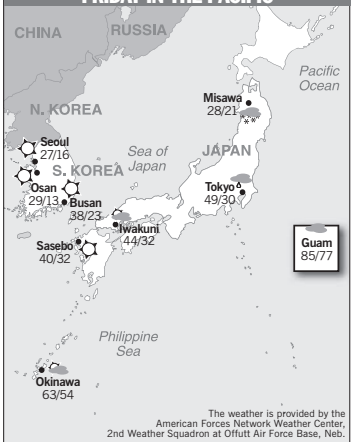 FRIDAY IN THE PACIFIC
CHINA
RUSSIA
Pacific
Ocean
N. KOREA
Misawa
28/21
Seoul
27/16
Sea of
Japan
JAPAN
S. KOREA
Osan
29/13
Busan
38/23
Tokyo
49/30
Iwakuni
44/32
Guam
85/77
Sasebo
40/32
Philippine
Sea
Okinawa
63/54
The weather is provided by the
American Forces Network Weather Center,
2nd Weather Squadron at Offutt Air Force Base, Neb.